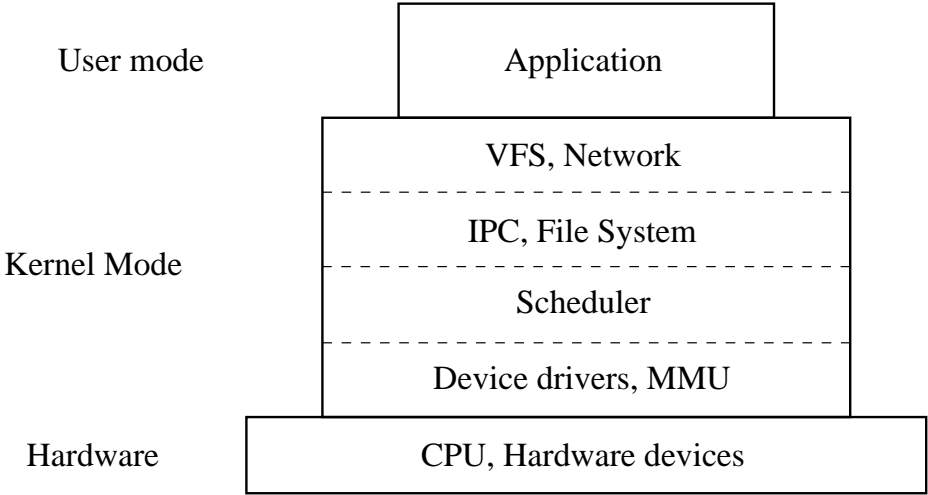 User mode
Application
VFS, Network
IPC, File System
Kernel Mode
Scheduler
Device drivers, MMU
Hardware
CPU, Hardware devices